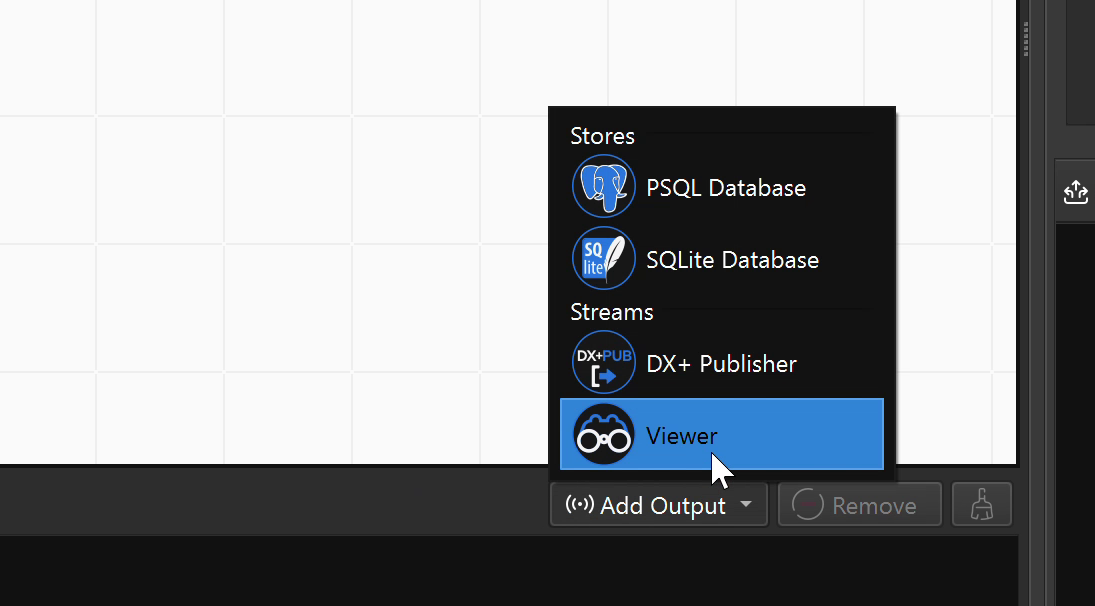 Stores
PSQL Database
SQ
lite
SQLite Database
Streams
DX+PUB
DX+ Publisher
Viewer
Add Output
Remove